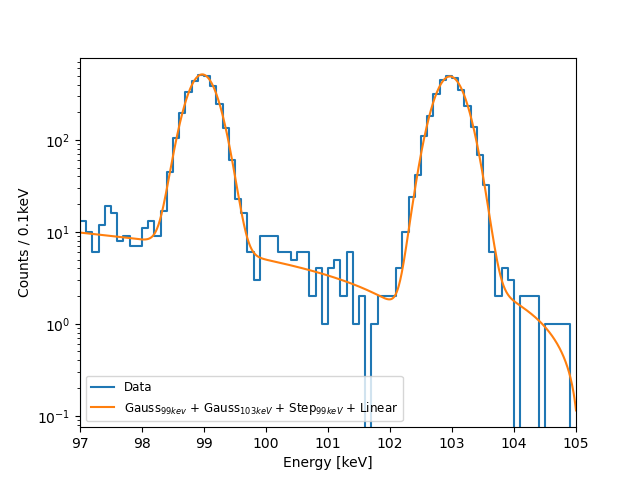 Counts / 0.1keV
10²
10¹
10⁰
10⁻¹
97 98 99 100 101 102 103 104 105
Energy [keV]
Data
Gauss₉₉ₖₑᵥ + Gauss₁₀₃ₖₑV + Step₉₉ₖₑV + Linear